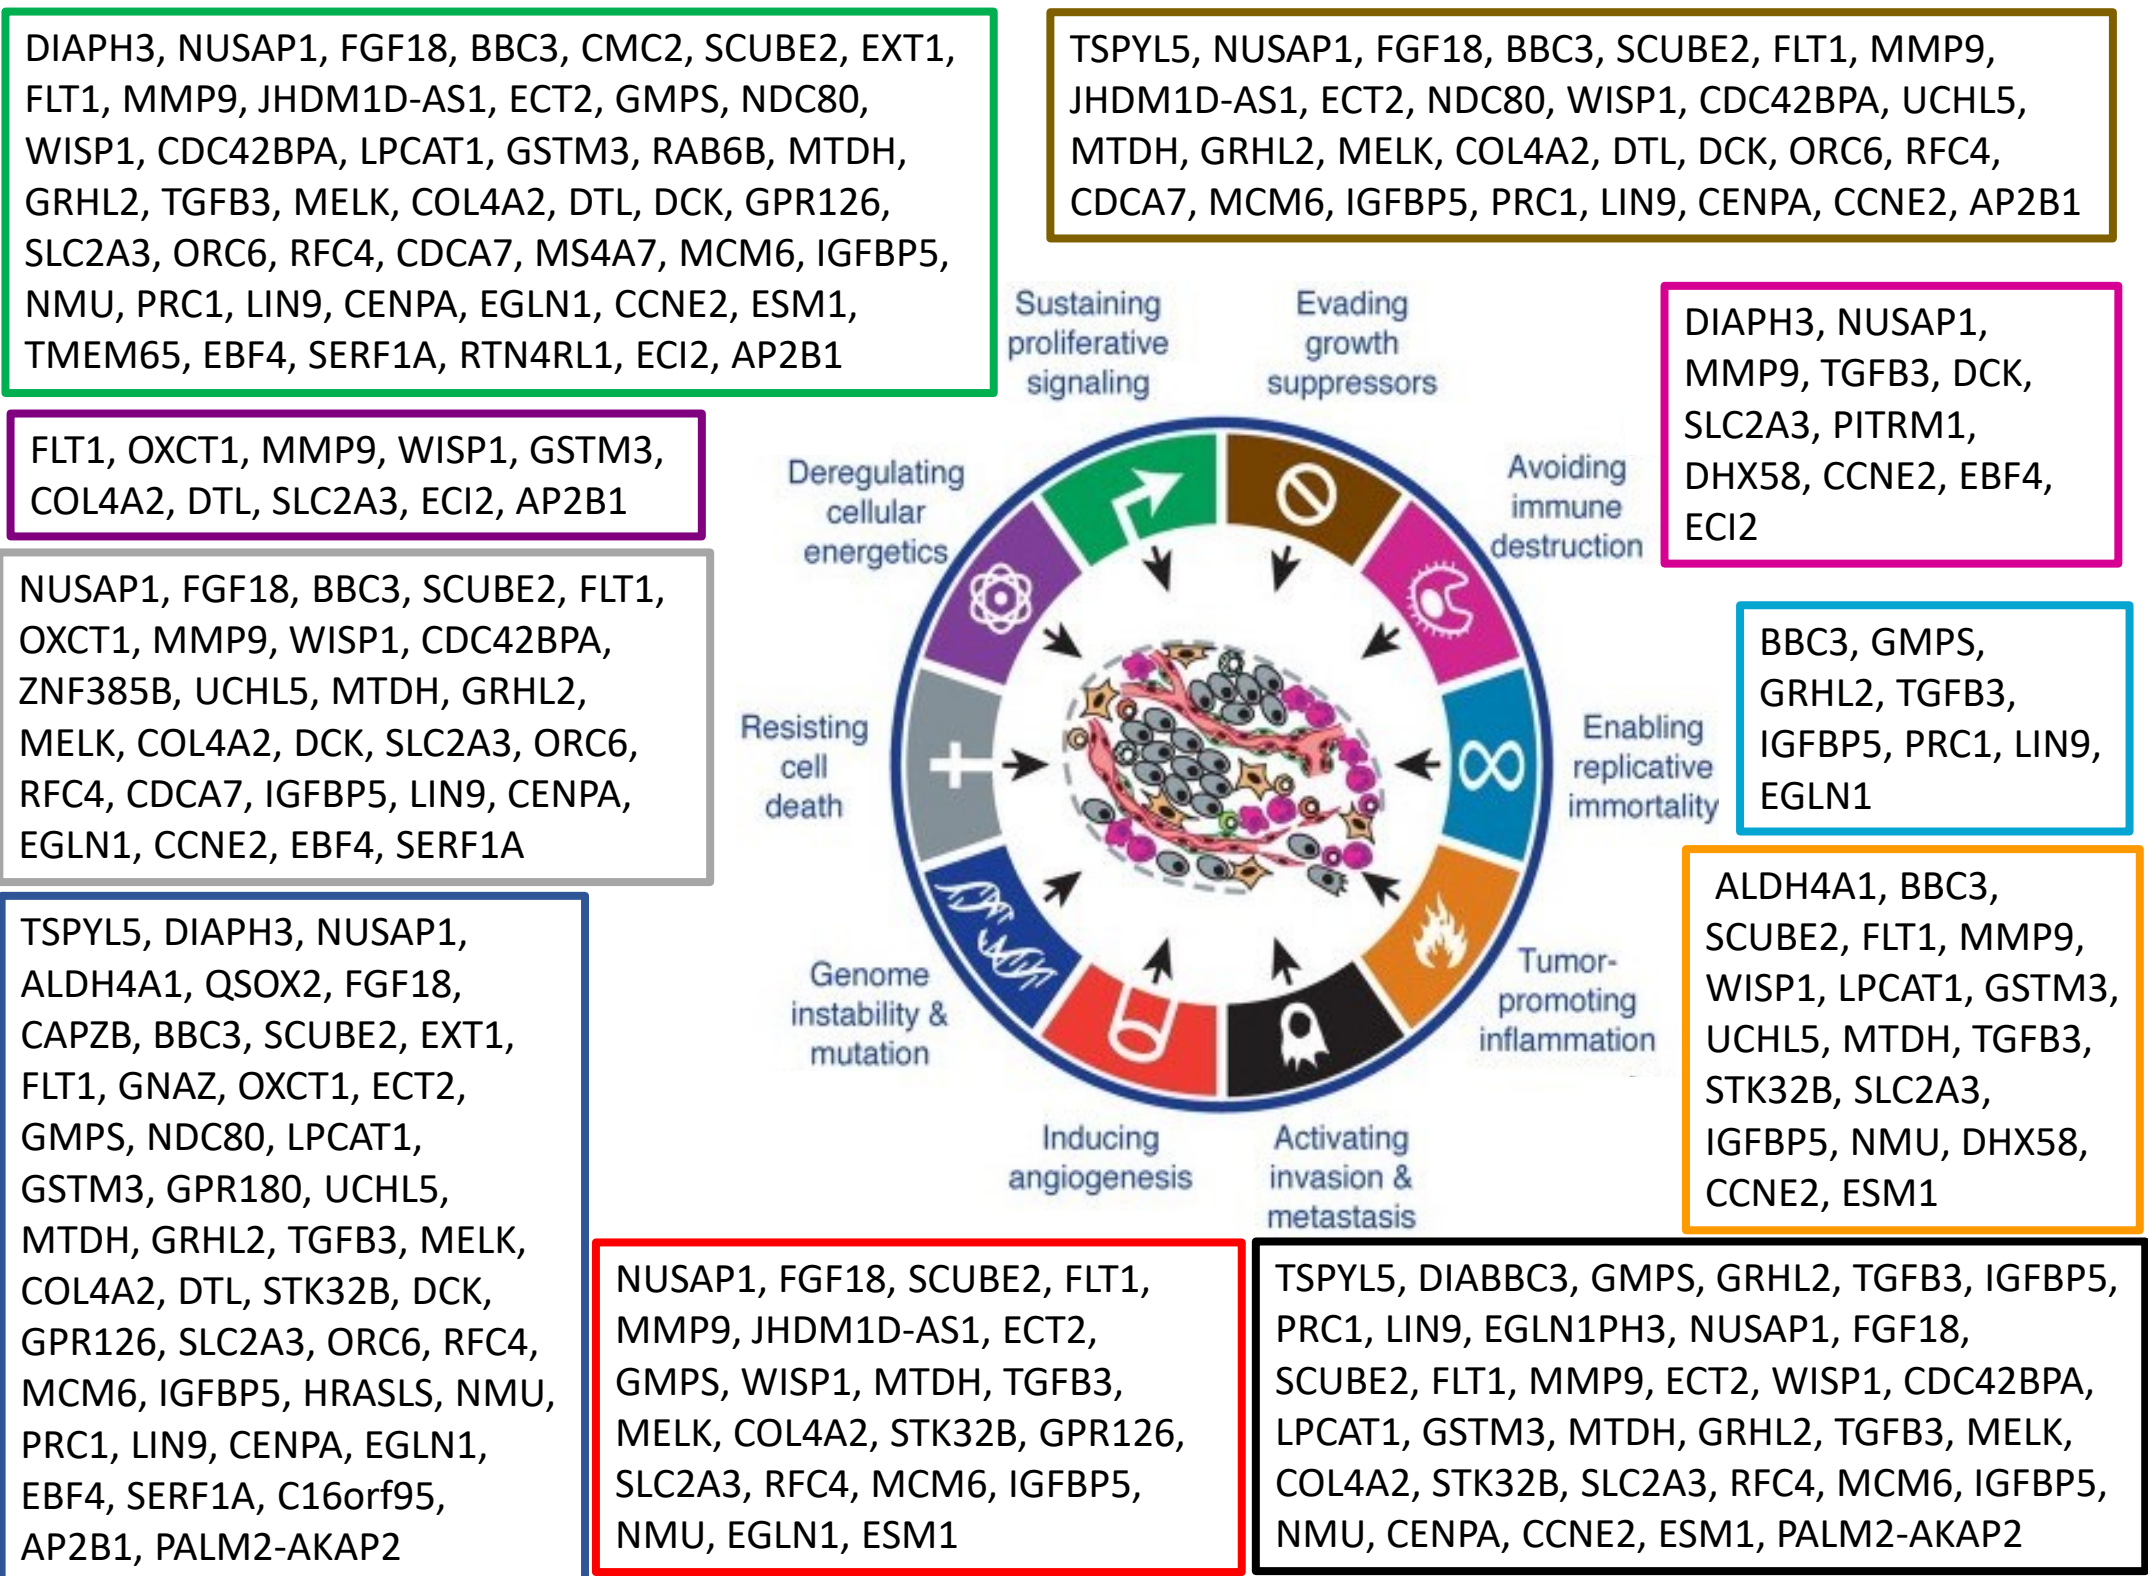 DIAPH3, NUSAP1, FGF18, BBC3, CMC2, SCUBE2, EXT1,
FLT1, MMP9, JHDM1D-AS1, ECT2, GMPS, NDC80,
WISP1, CDC42BPA, LPCAT1, GSTM3, RAB6B, MTDH,
GRHL2, TGFB3, MELK, COL4A2, DTL, DCK, GPR126,
SLC2A3, ORC6, RFC4, CDCA7, MS4A7, MCM6, IGFBP5,
NMU, PRC1, LIN9, CENPA, EGLN1, CCNE2, ESM1,
TMEM65, EBF4, SERF1A, RTN4RL1, ECI2, AP2B1
TSPYL5, NUSAP1, FGF18, BBC3, SCUBE2, FLT1, MMP9,
JHDM1D-AS1, ECT2, NDC80, WISP1, CDC42BPA, UCHL5,
MTDH, GRHL2, MELK, COL4A2, DTL, DCK, ORC6, RFC4,
CDCA7, MCM6, IGFBP5, PRC1, LIN9, CENPA, CCNE2, AP2B1
Sustaining
proliferative
signaling
Evading
growth
suppressors
DIAPH3, NUSAP1,
MMP9, TGFB3, DCK,
SLC2A3, PITRM1,
DHX58, CCNE2, EBF4,
ECI2
FLT1, OXCT1, MMP9, WISP1, GSTM3,
COL4A2, DTL, SLC2A3, ECI2, AP2B1
Deregulating
cellular
energetics
Avoiding
immune
destruction
NUSAP1, FGF18, BBC3, SCUBE2, FLT1,
OXCT1, MMP9, WISP1, CDC42BPA,
ZNF385B, UCHL5, MTDH, GRHL2,
MELK, COL4A2, DCK, SLC2A3, ORC6,
RFC4, CDCA7, IGFBP5, LIN9, CENPA,
EGLN1, CCNE2, EBF4, SERF1A
Resisting
cell
death
Enabling
replicative
immortality
BBC3, GMPS,
GRHL2, TGFB3,
IGFBP5, PRC1, LIN9,
EGLN1
ALDH4A1, BBC3,
SCUBE2, FLT1, MMP9,
WISP1, LPCAT1, GSTM3,
UCHL5, MTDH, TGFB3,
STK32B, SLC2A3,
IGFBP5, NMU, DHX58,
CCNE2, ESM1
TSPYL5, DIAPH3, NUSAP1,
ALDH4A1, QSOX2, FGF18,
CAPZB, BBC3, SCUBE2, EXT1,
FLT1, GNAZ, OXCT1, ECT2,
GMPS, NDC80, LPCAT1,
GSTM3, GPR180, UCHL5,
MTDH, GRHL2, TGFB3, MELK,
COL4A2, DTL, STK32B, DCK,
GPR126, SLC2A3, ORC6, RFC4,
MCM6, IGFBP5, HRASLS, NMU,
PRC1, LIN9, CENPA, EGLN1,
EBF4, SERF1A, C16orf95,
AP2B1, PALM2-AKAP2
Genome
instability &
mutation
Tumor-
promoting
inflammation
Inducing
angiogenesis
Activating
invasion &
metastasis
NUSAP1, FGF18, SCUBE2, FLT1,
MMP9, JHDM1D-AS1, ECT2,
GMPS, WISP1, MTDH, TGFB3,
MELK, COL4A2, STK32B, GPR126,
SLC2A3, RFC4, MCM6, IGFBP5,
NMU, EGLN1, ESM1
TSPYL5, DIABBC3, GMPS, GRHL2, TGFB3, IGFBP5,
PRC1, LIN9, EGLN1PH3, NUSAP1, FGF18,
SCUBE2, FLT1, MMP9, ECT2, WISP1, CDC42BPA,
LPCAT1, GSTM3, MTDH, GRHL2, TGFB3, MELK,
COL4A2, STK32B, SLC2A3, RFC4, MCM6, IGFBP5,
NMU, CENPA, CCNE2, ESM1, PALM2-AKAP2